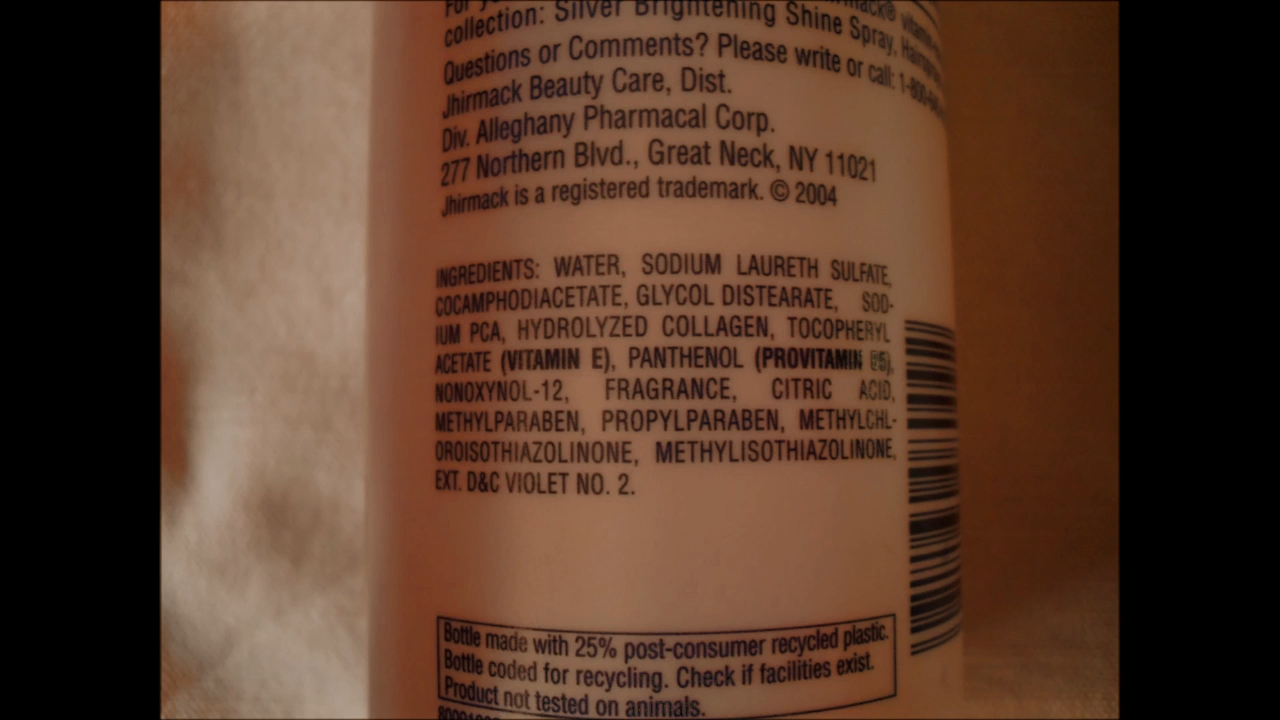 collection: Silver Brightening Shine Spray,
Questions or Comments? Please write or call: 1-800-
Jhirmack Beauty Care, Dist.
Div. Alleghany Pharmacal Corp.
277 Northern Blvd., Great Neck, NY 11021
Jhirmack is a registered trademark. © 2004
INGREDIENTS: WATER, SODIUM LAURETH SULFATE,
COCAMPHODIACETATE, GLYCOL DISTEARATE, SOD-
IUM PCA, HYDROLYZED COLLAGEN, TOCOPHERYL
ACETATE (VITAMIN E), PANTHENOL (PROVITAMIN B5),
NONOXYNOL-12, FRAGRANCE, CITRIC ACID,
METHYLPARABEN, PROPYLPARABEN, METHYLCHL-
OROISOTHIAZOLINONE, METHYLISOTHIAZOLINONE,
EXT. D&C VIOLET NO. 2.
Bottle made with 25% post-consumer recycled plastic.
Bottle coded for recycling. Check if facilities exist.
Product not tested on animals.